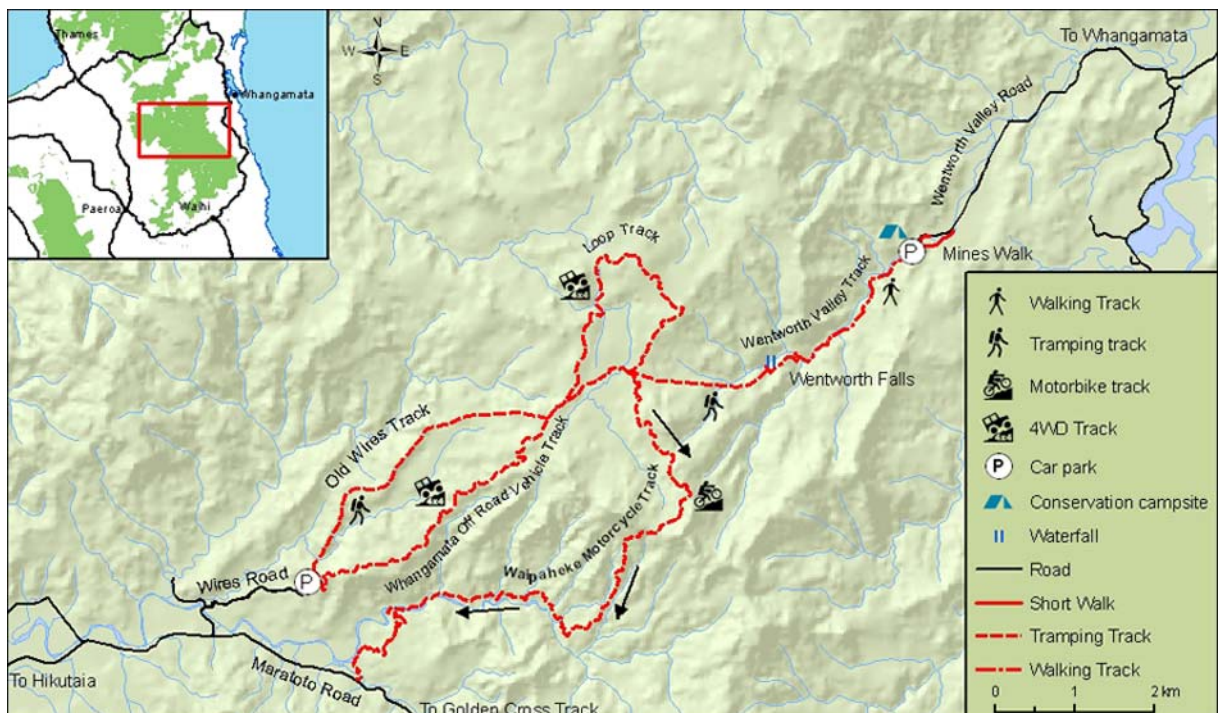 Thames
Whangamata
Paeroa
Waihi
N
W E
S
To Whangamata
Wentworth Valley Road
P
Mines Walk
Loop Track
4x4
Wentworth Valley Track
Wentworth Falls
Old Wires Track
4x4
Whangamata Off Road Vehicle Track
Waipaheke Motorcycle Track
Wires Road
P
Maratoto Road
To Hikutaia
To Golden Cross Track
Walking Track
Tramping track
Motorbike track
4WD Track
P Car park
Conservation campsite
Waterfall
Road
Short Walk
Tramping Track
Walking Track
0 1 2 km